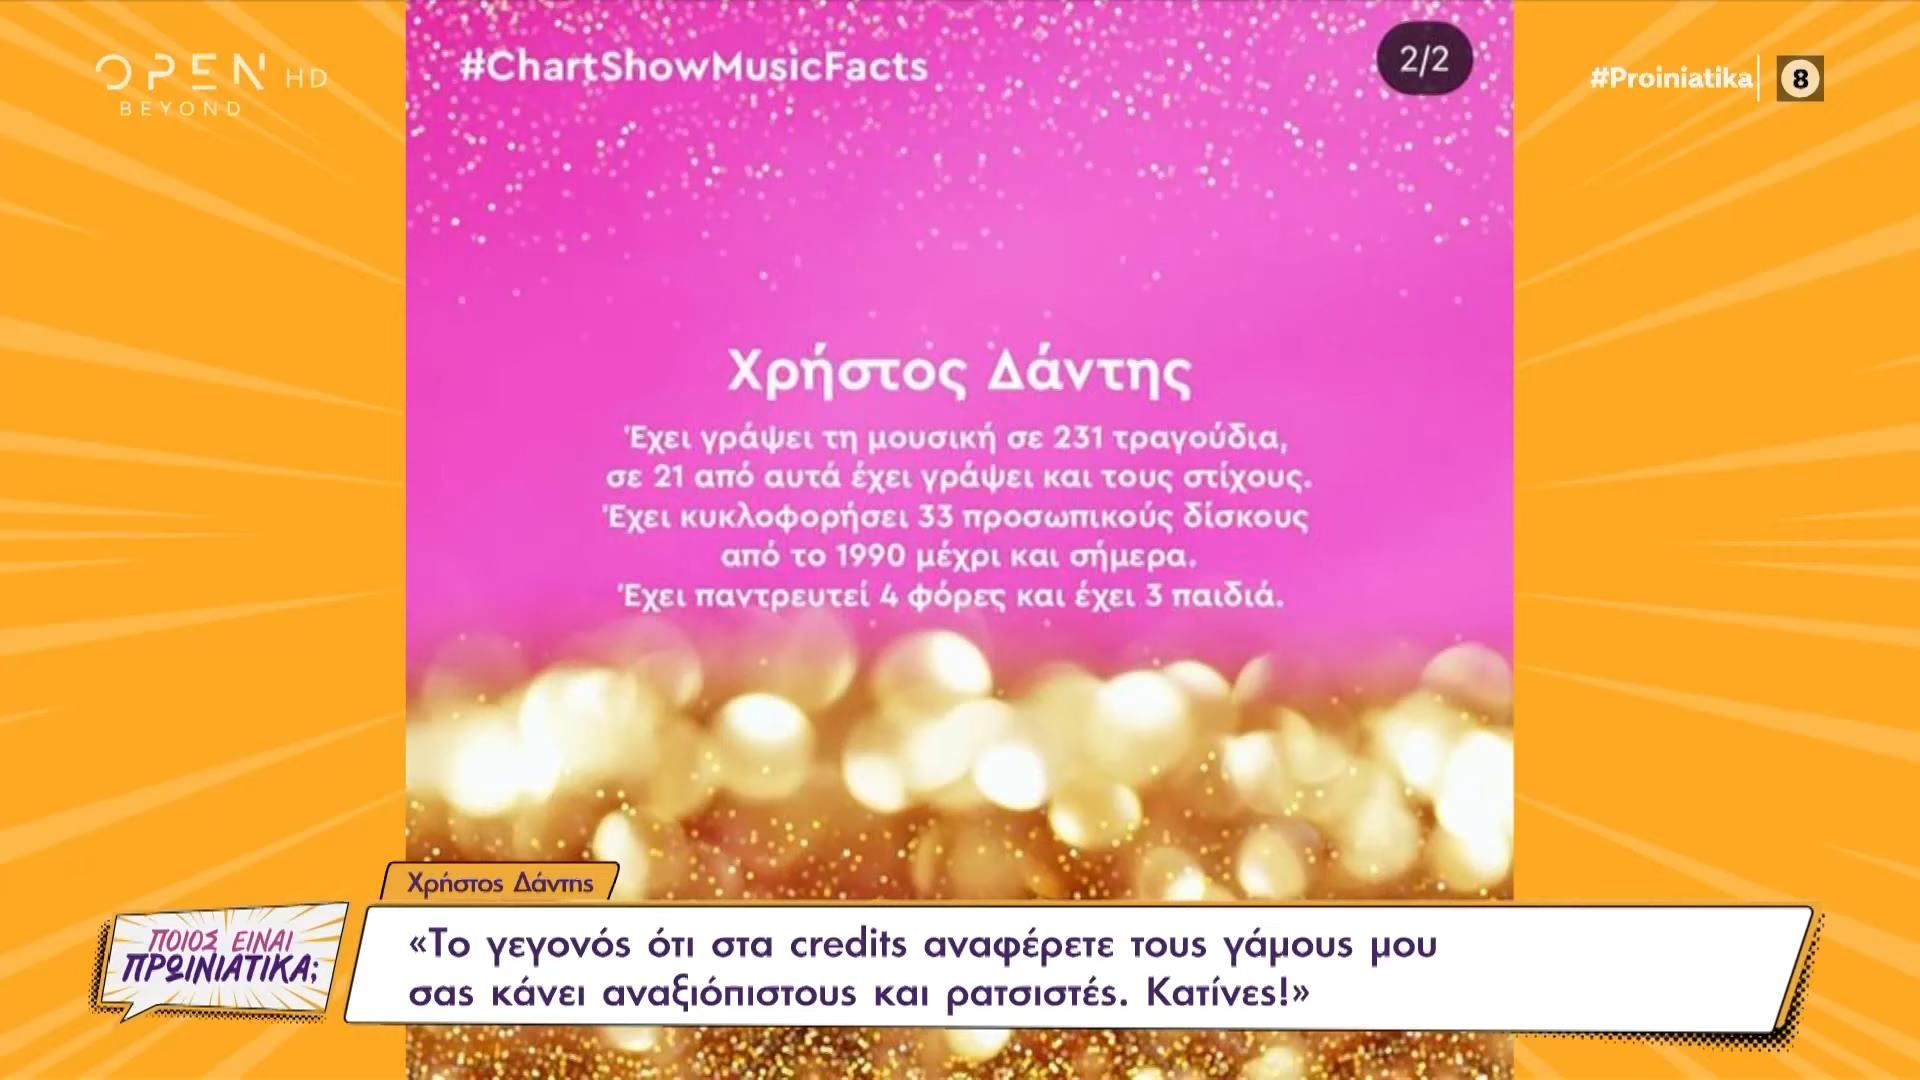 OPEN HD
BEYOND
#ChartShowMusicFacts
2/2
#Proiniatika
8
Χρήστος Δάντης
Έχει γράψει τη μουσική σε 231 τραγούδια,
σε 21 από αυτά έχει γράψει και τους στίχους.
Έχει κυκλοφορήσει 33 προσωπικούς δίσκους
από το 1990 μέχρι και σήμερα.
Έχει παντρευτεί 4 φόρες και έχει 3 παιδιά.
Χρήστος Δάντης
ΠΟΙΟΣ ΕΙΝΑΙ
ΠΡΩΙΝΙΑΤΙΚΑ;
«Το γεγονός ότι στα credits αναφέρετε τους γάμους μου
σας κάνει αναξιόπιστους και ρατσιστές. Κατίνες!»